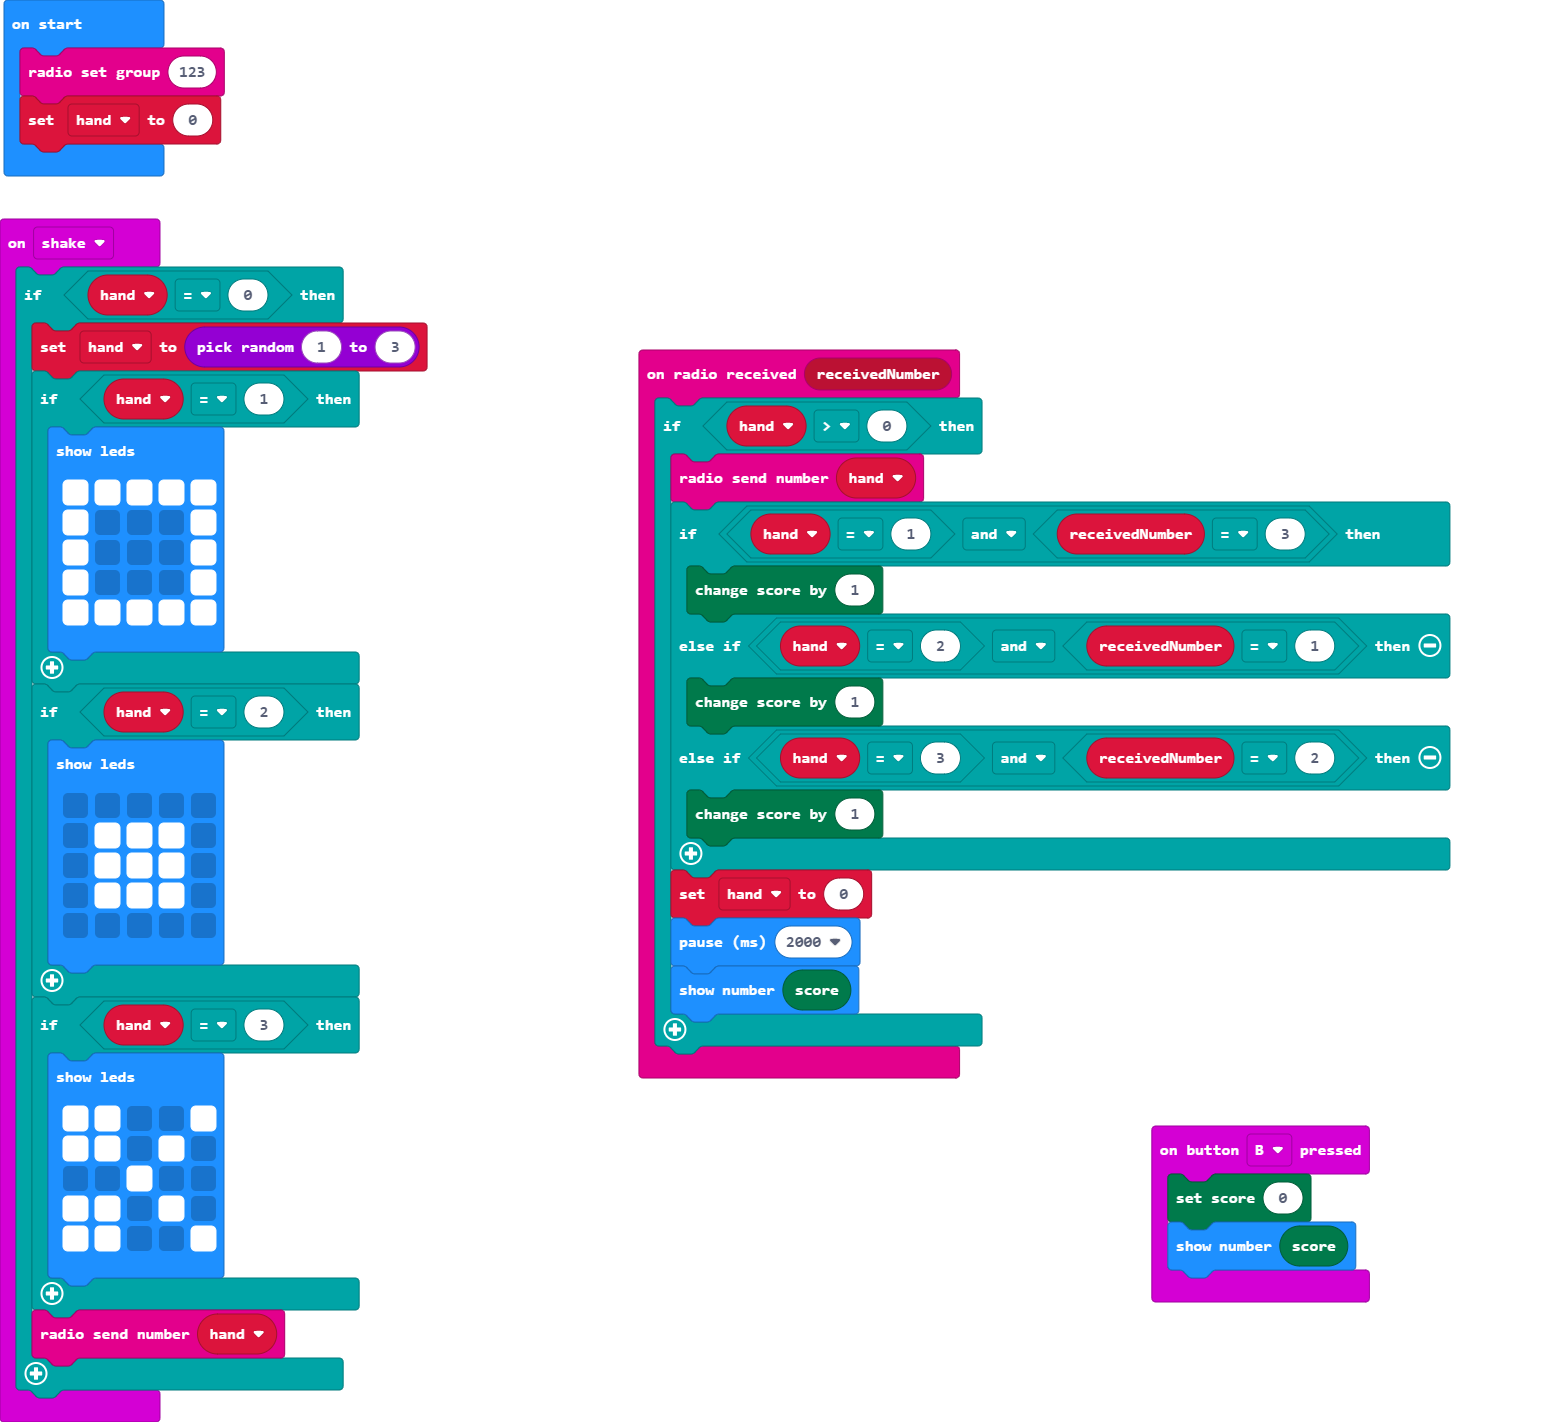 on start
radio set group 123
set hand to 0
on shake
if hand = 0 then
set hand to pick random 1 to 3
if hand = 1 then
show leds
if hand = 2 then
show leds
if hand = 3 then
show leds
radio send number hand
on radio received receivedNumber
if hand > 0 then
radio send number hand
if hand = 1 and receivedNumber = 3 then
change score by 1
else if hand = 2 and receivedNumber = 1 then
change score by 1
else if hand = 3 and receivedNumber = 2 then
change score by 1
set hand to 0
pause (ms) 2000
show number score
on button B pressed
set score 0
show number score